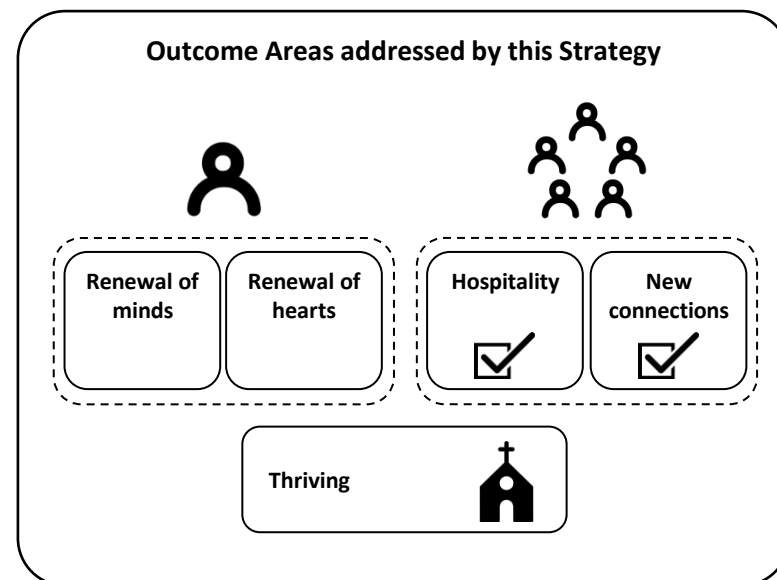 Outcome Areas addressed by this Strategy
Renewal of
minds
Renewal of
hearts
Hospitality
New
connections
Thriving